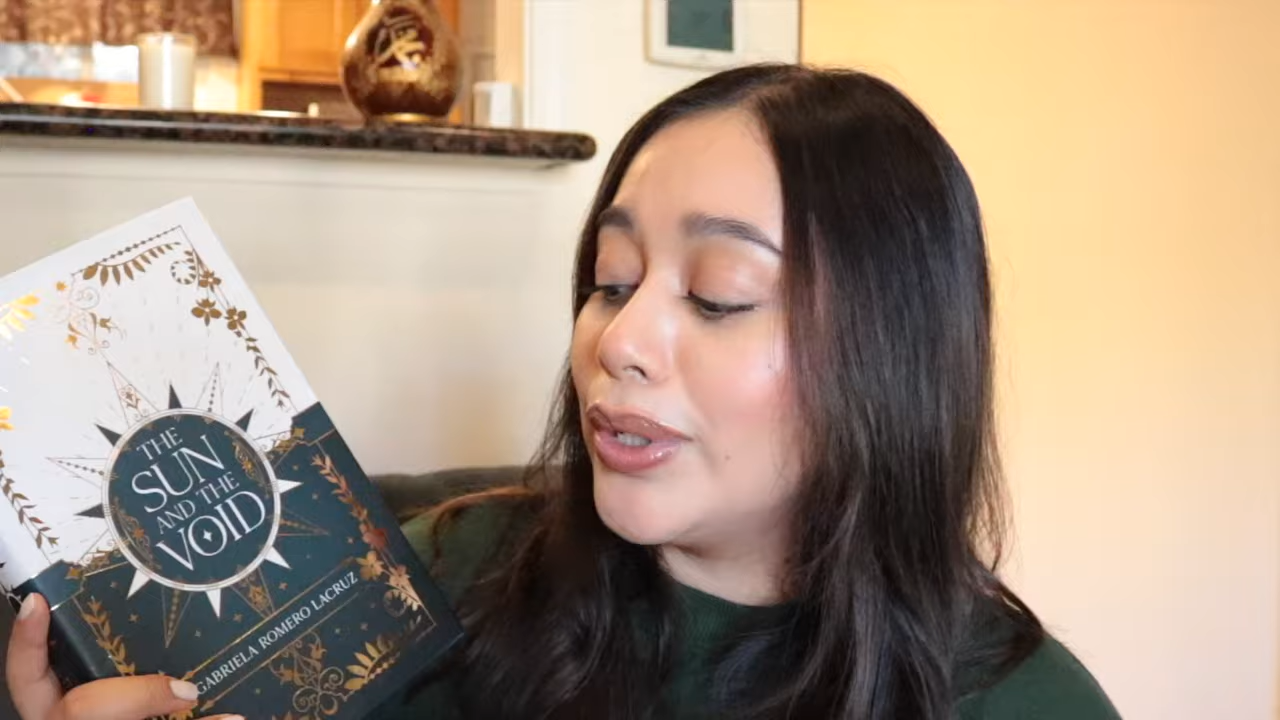 THE
SUN
AND THE
VOID
GABRIELA ROMERO LACRUZ